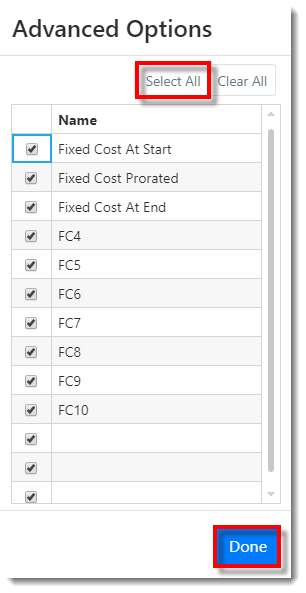 Advanced Options
Select All Clear All
Name
Fixed Cost At Start
Fixed Cost Prorated
Fixed Cost At End
FC4
FC5
FC6
FC7
FC8
FC9
FC10
Done